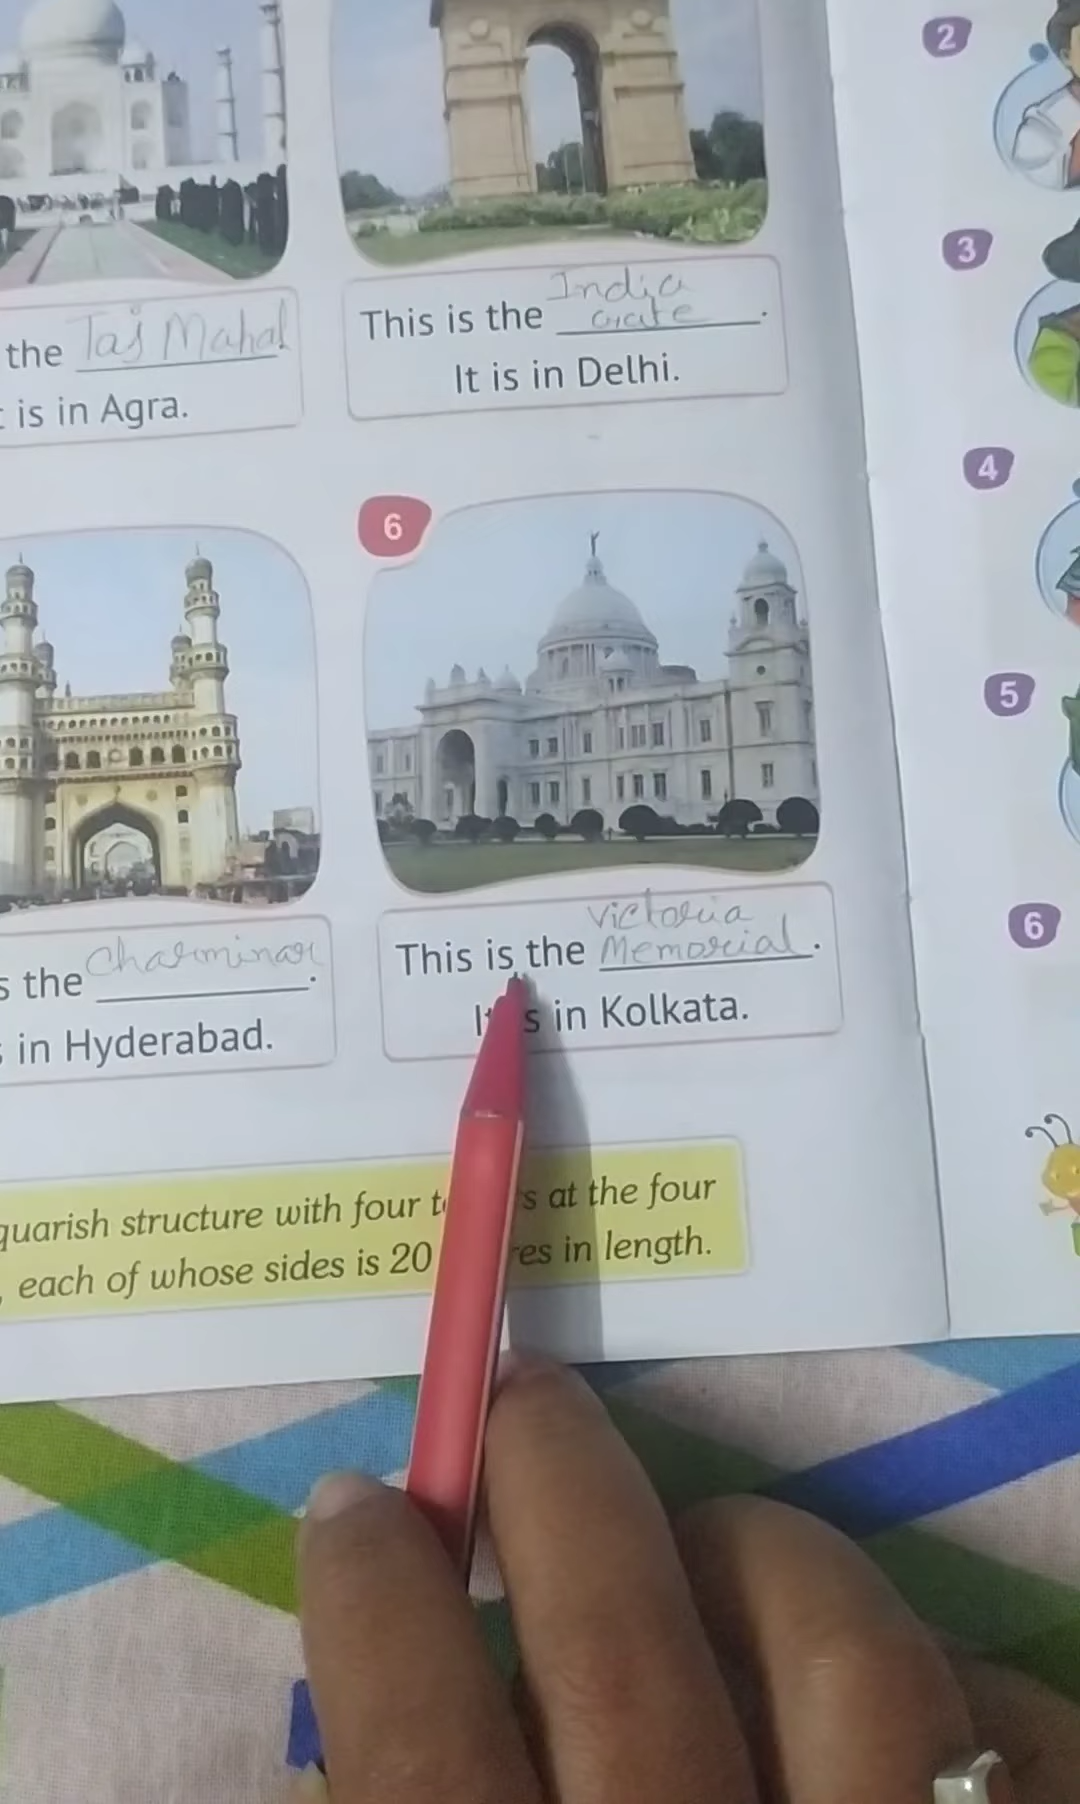 2
3
the Taj Mahal
is in Agra.
This is the India
Gate.
It is in Delhi.
4
6
5
s the Charminar.
in Hyderabad.
This is the Victoria
Memorial.
in Kolkata.
6
quarish structure with four at the four
each of whose sides is 20 in length.